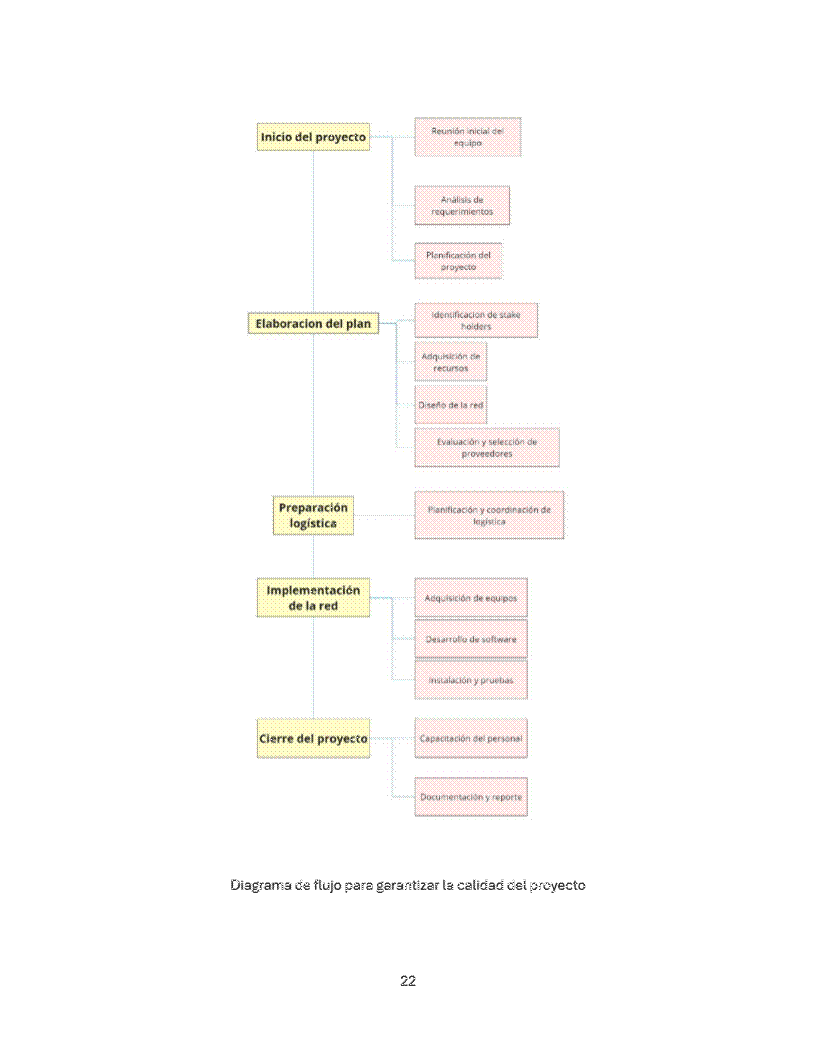 Inicio del proyecto
Reunión inicial del
equipo
Análisis de
requerimientos
Planificación del
proyecto
Elaboracion del plan
Identificacion de stake
holders
Adquisición de
recursos
Diseño de la red
Evaluación y selección de
proveedores
Preparación
logística
Planificación y coordinación de
logística
Implementación
de la red
Adquisición de equipos
Desarrollo de software
Instalación y pruebas
Cierre del proyecto
Capacitación del personal
Documentación y reporte
Diagrama de flujo para garantizar la calidad del proyecto
22